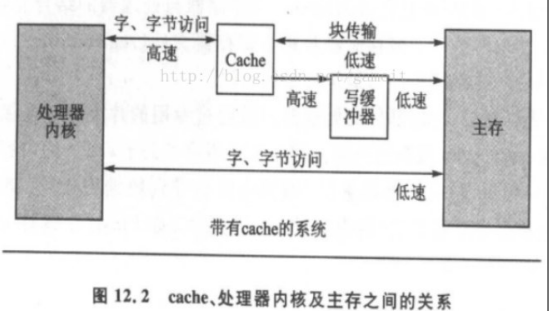 字、字节访问
块传输
高速
Cache
低速
http://blog.csdn.net/
高速
写缓
冲器
低速
处理器
内核
主存
字、字节访问
低速
带有cache的系统
图 12.2 cache、处理器内核及主存之间的关系